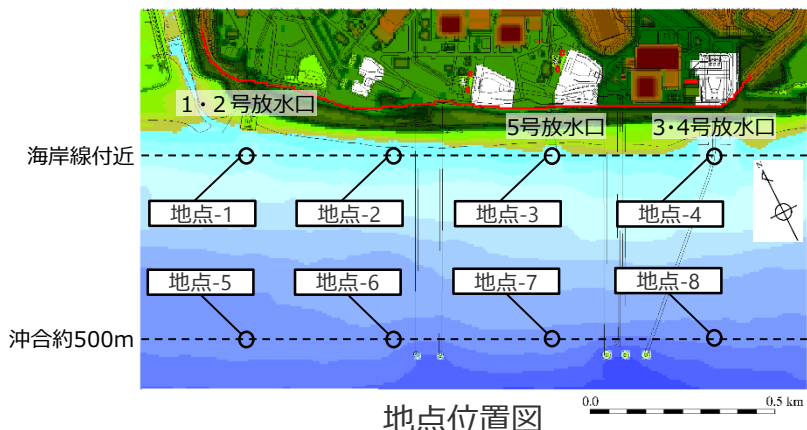 1・2号放水口
5号放水口
3・4号放水口
海岸線付近
地点-1
地点-2
地点-3
地点-4
N
地点-5
地点-6
地点-7
地点-8
沖合約500m
0.0
0.5 km
地点位置図